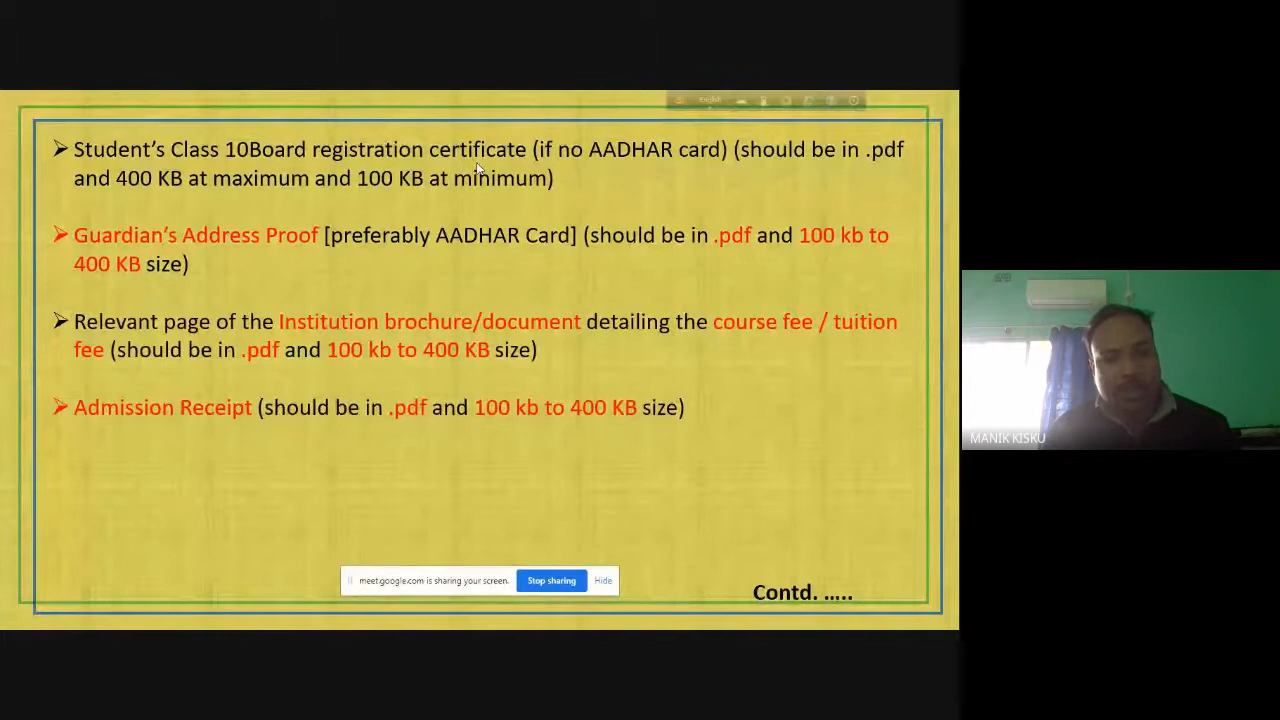 English
➢ Student’s Class 10Board registration certificate (if no AADHAR card) (should be in .pdf
and 400 KB at maximum and 100 KB at minimum)
➢ Guardian’s Address Proof [preferably AADHAR Card] (should be in .pdf and 100 kb to
400 KB size)
➢ Relevant page of the Institution brochure/document detailing the course fee / tuition
fee (should be in .pdf and 100 kb to 400 KB size)
➢ Admission Receipt (should be in .pdf and 100 kb to 400 KB size)
MANIK KISKU
meet.google.com is sharing your screen. Stop sharing Hide
Contd. …..